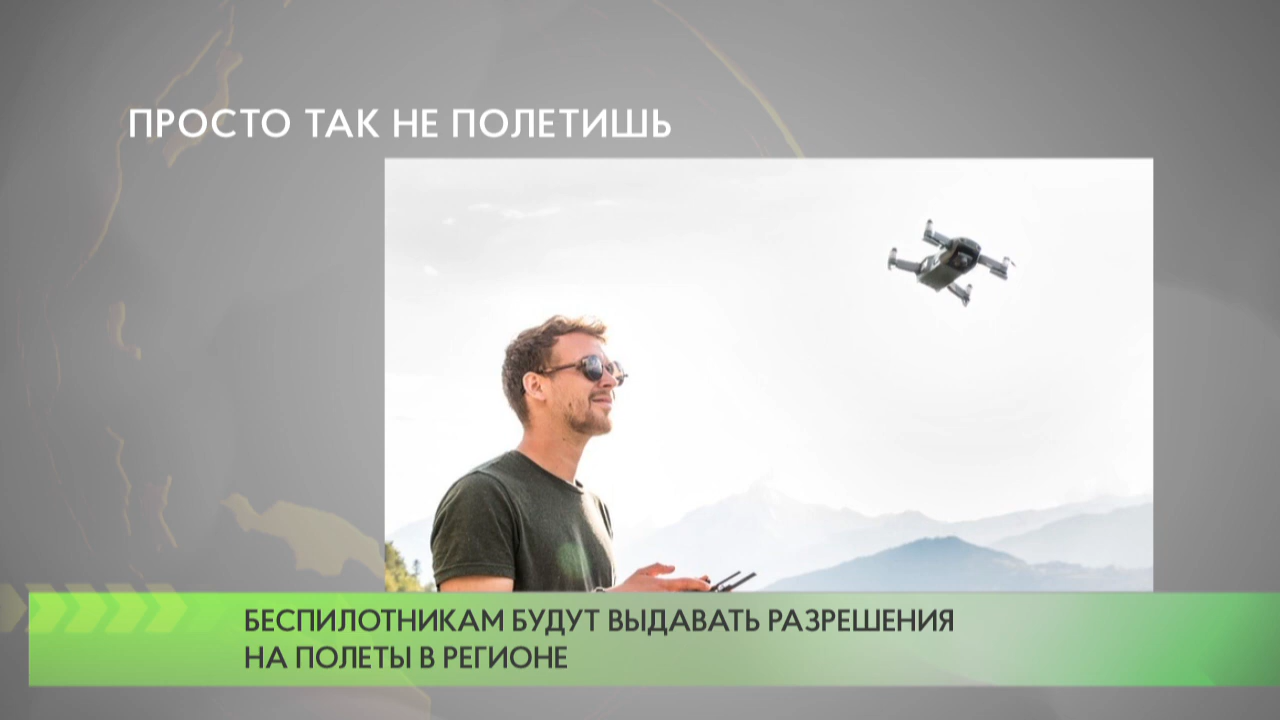 ПРОСТО ТАК НЕ ПОЛЕТИШЬ
БЕСПИЛОТНИКАМ БУДУТ ВЫДАВАТЬ РАЗРЕШЕНИЯ
НА ПОЛЕТЫ В РЕГИОНЕ